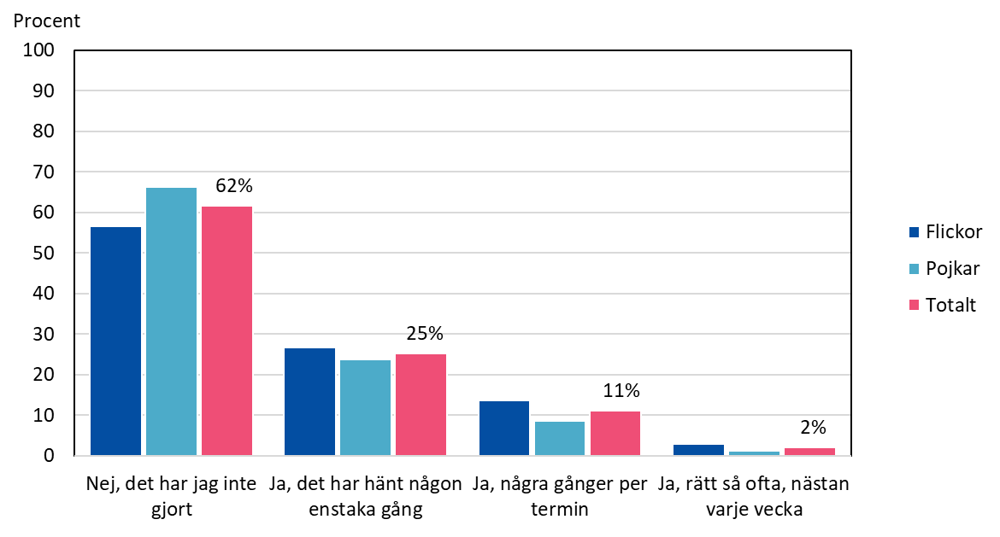 Procent
100
90
80
70
60
50
40
30
20
10
0
62%
25%
11%
2%
Nej, det har jag inte
gjort
Ja, det har hänt någon
enstaka gång
Ja, några gånger per
termin
Ja, rätt så ofta, nästan
varje vecka
Flickor
Pojkar
Totalt